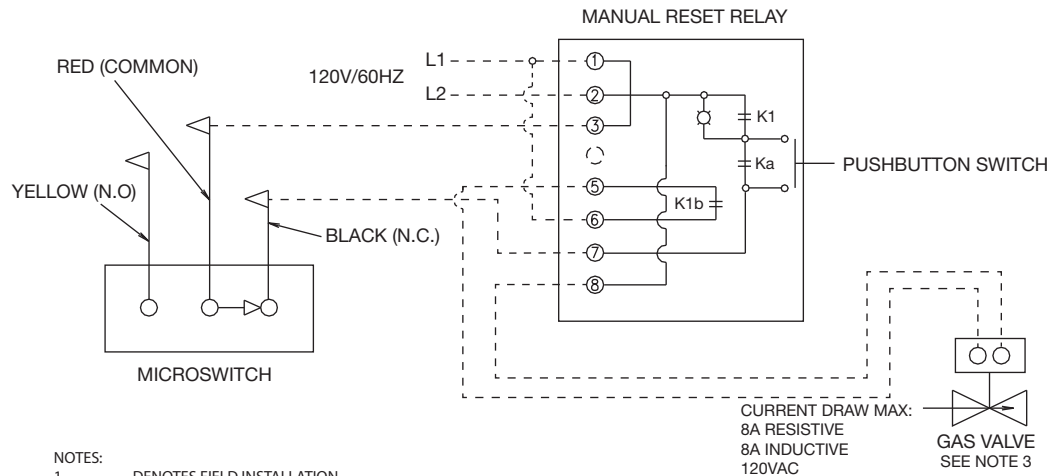 MANUAL RESET RELAY
RED (COMMON)
120V/60HZ
L1
L2
1
2
3
5
6
7
8
K1
Ka
K1b
PUSHBUTTON SWITCH
YELLOW (N.O)
BLACK (N.C.)
MICROSWITCH
CURRENT DRAW MAX:
8A RESISTIVE
8A INDUCTIVE
120VAC
GAS VALVE
SEE NOTE 3
NOTES: